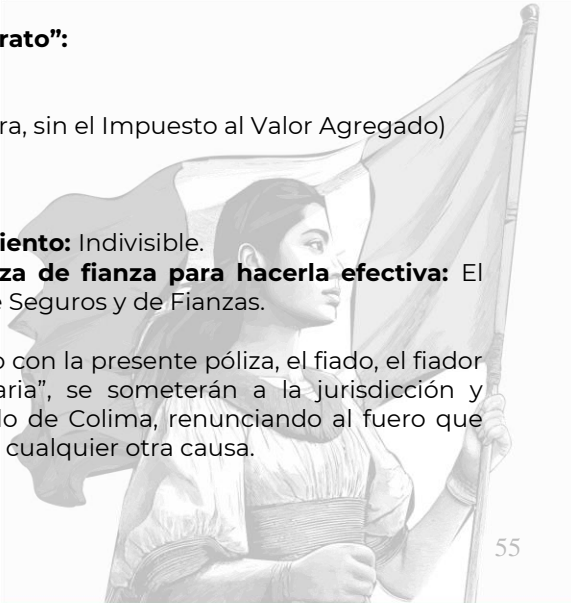 rato”:
ra, sin el Impuesto al Valor Agregado)
iento: Indivisible.
za de fianza para hacerla efectiva: El
e Seguros y de Fianzas.
o con la presente póliza, el fiado, el fiador
aria”, se someterán a la jurisdicción y
do de Colima, renunciando al fuero que
cualquier otra causa.
55